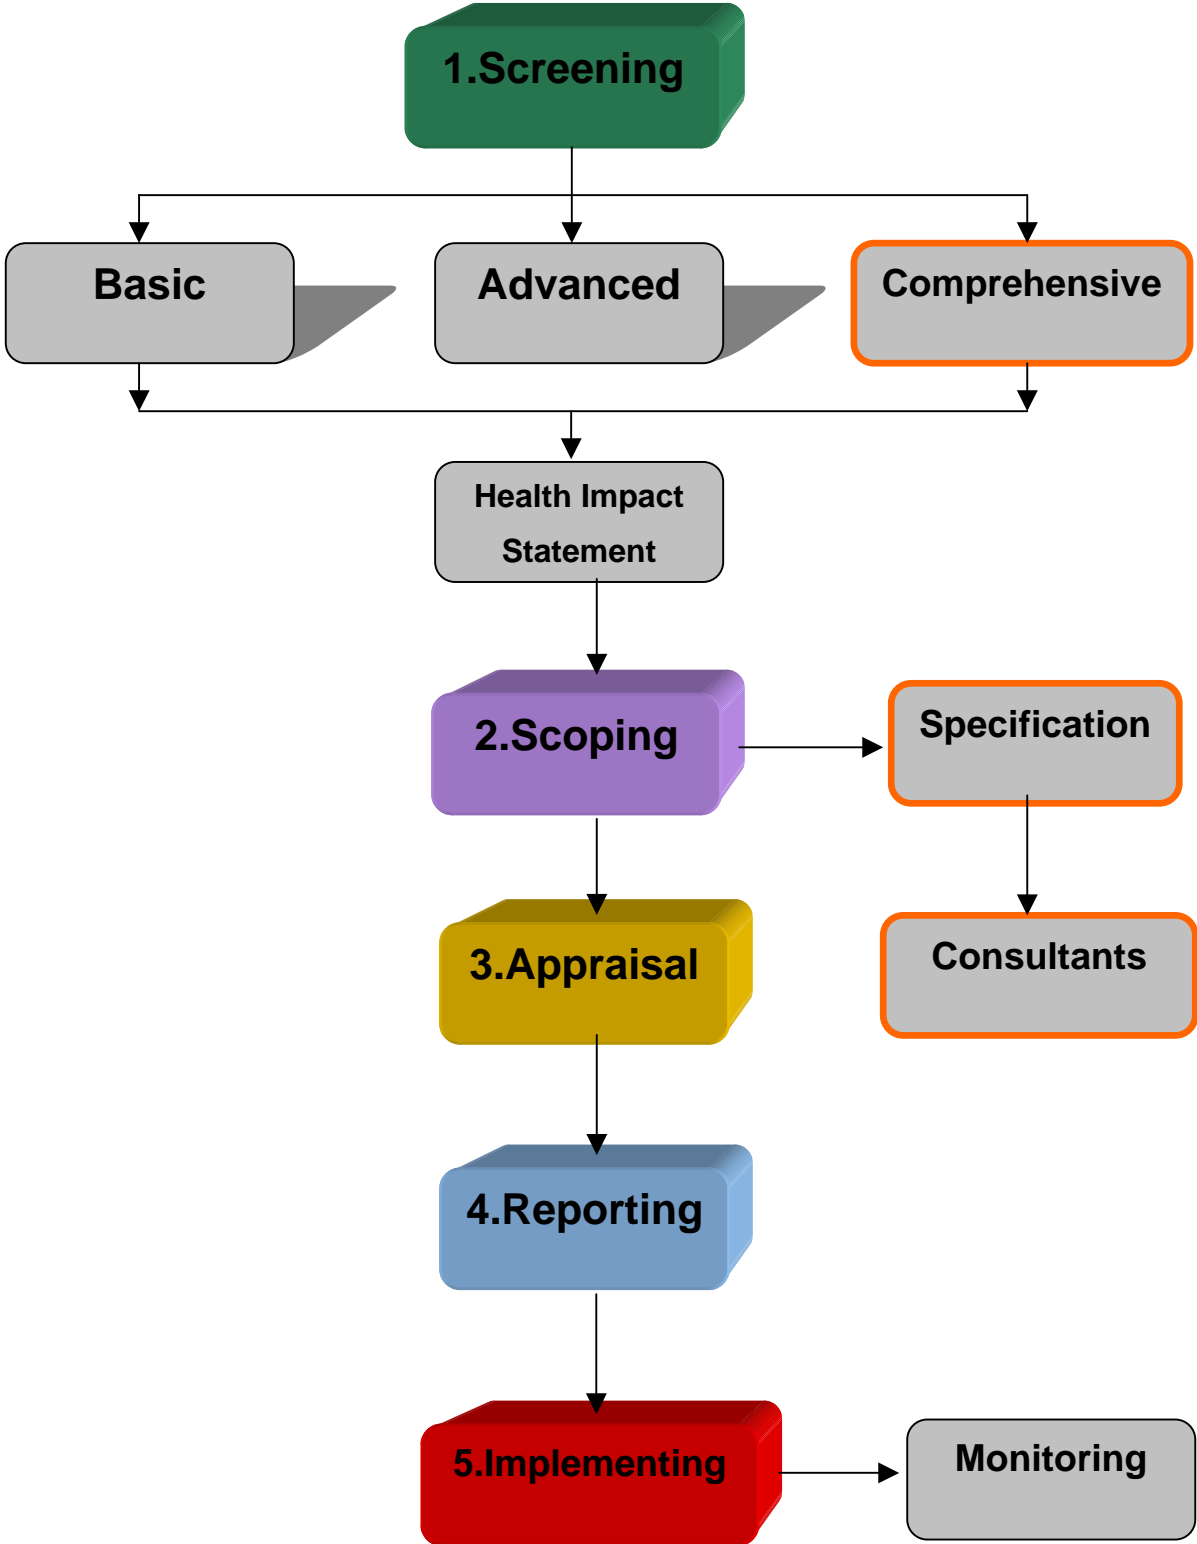 1.Screening
Basic
Advanced
Comprehensive
Health Impact
Statement
2.Scoping
Specification
3.Appraisal
Consultants
4.Reporting
5.Implementing
Monitoring